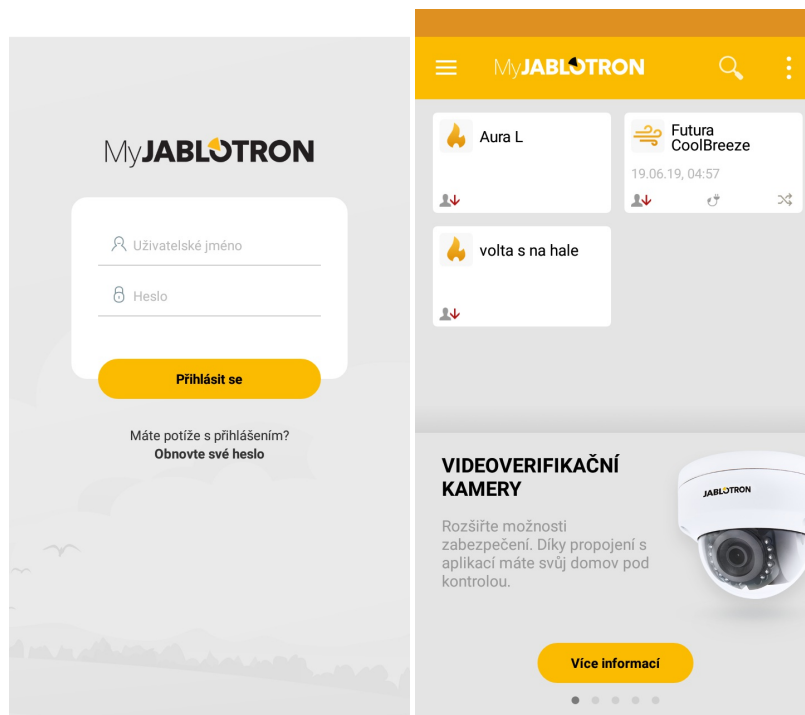 MyJABLOTRON
Uživatelské jméno
Heslo
Přihlásit se
Máte potíže s přihlášením?
Obnovte své heslo
MyJABLOTRON
Aura L
Futura
CoolBreeze
19.06.19, 04:57
volta s na hale
VIDEOVERIFIKAČNÍ
KAMERY
JABLOTRON
Rozšiřte možnosti
zabezpečení. Díky propojení s
aplikací máte svůj domov pod
kontrolou.
Více informací